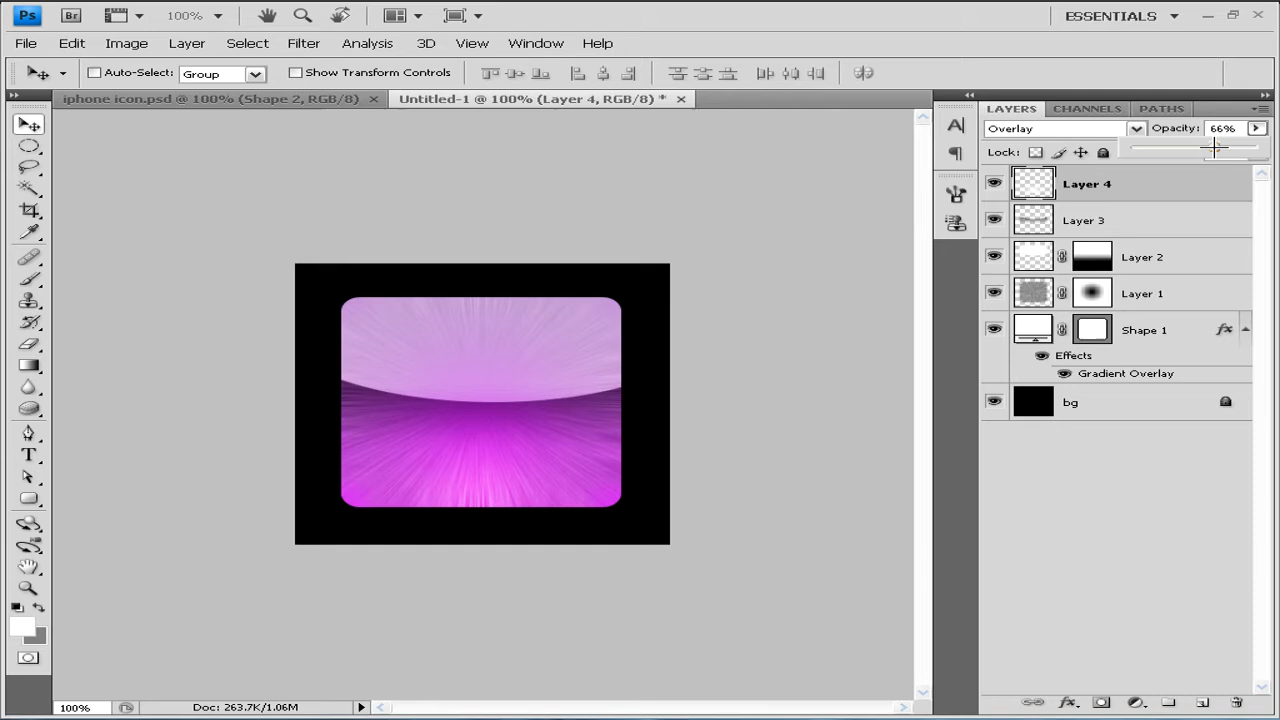 Ps Br 100% ESSENTIALS
File Edit Image Layer Select Filter Analysis 3D View Window Help
Auto-Select: Group Show Transform Controls
iphone icon.psd @ 100% (Shape 2, RGB/8) Untitled-1 @ 100% (Layer 4, RGB/8) *
LAYERS CHANNELS PATHS
Overlay Opacity: 66%
Lock:
Layer 4
Layer 3
Layer 2
Layer 1
Shape 1 fx
Effects
Gradient Overlay
bg
100% Doc: 263.7K/1.06M